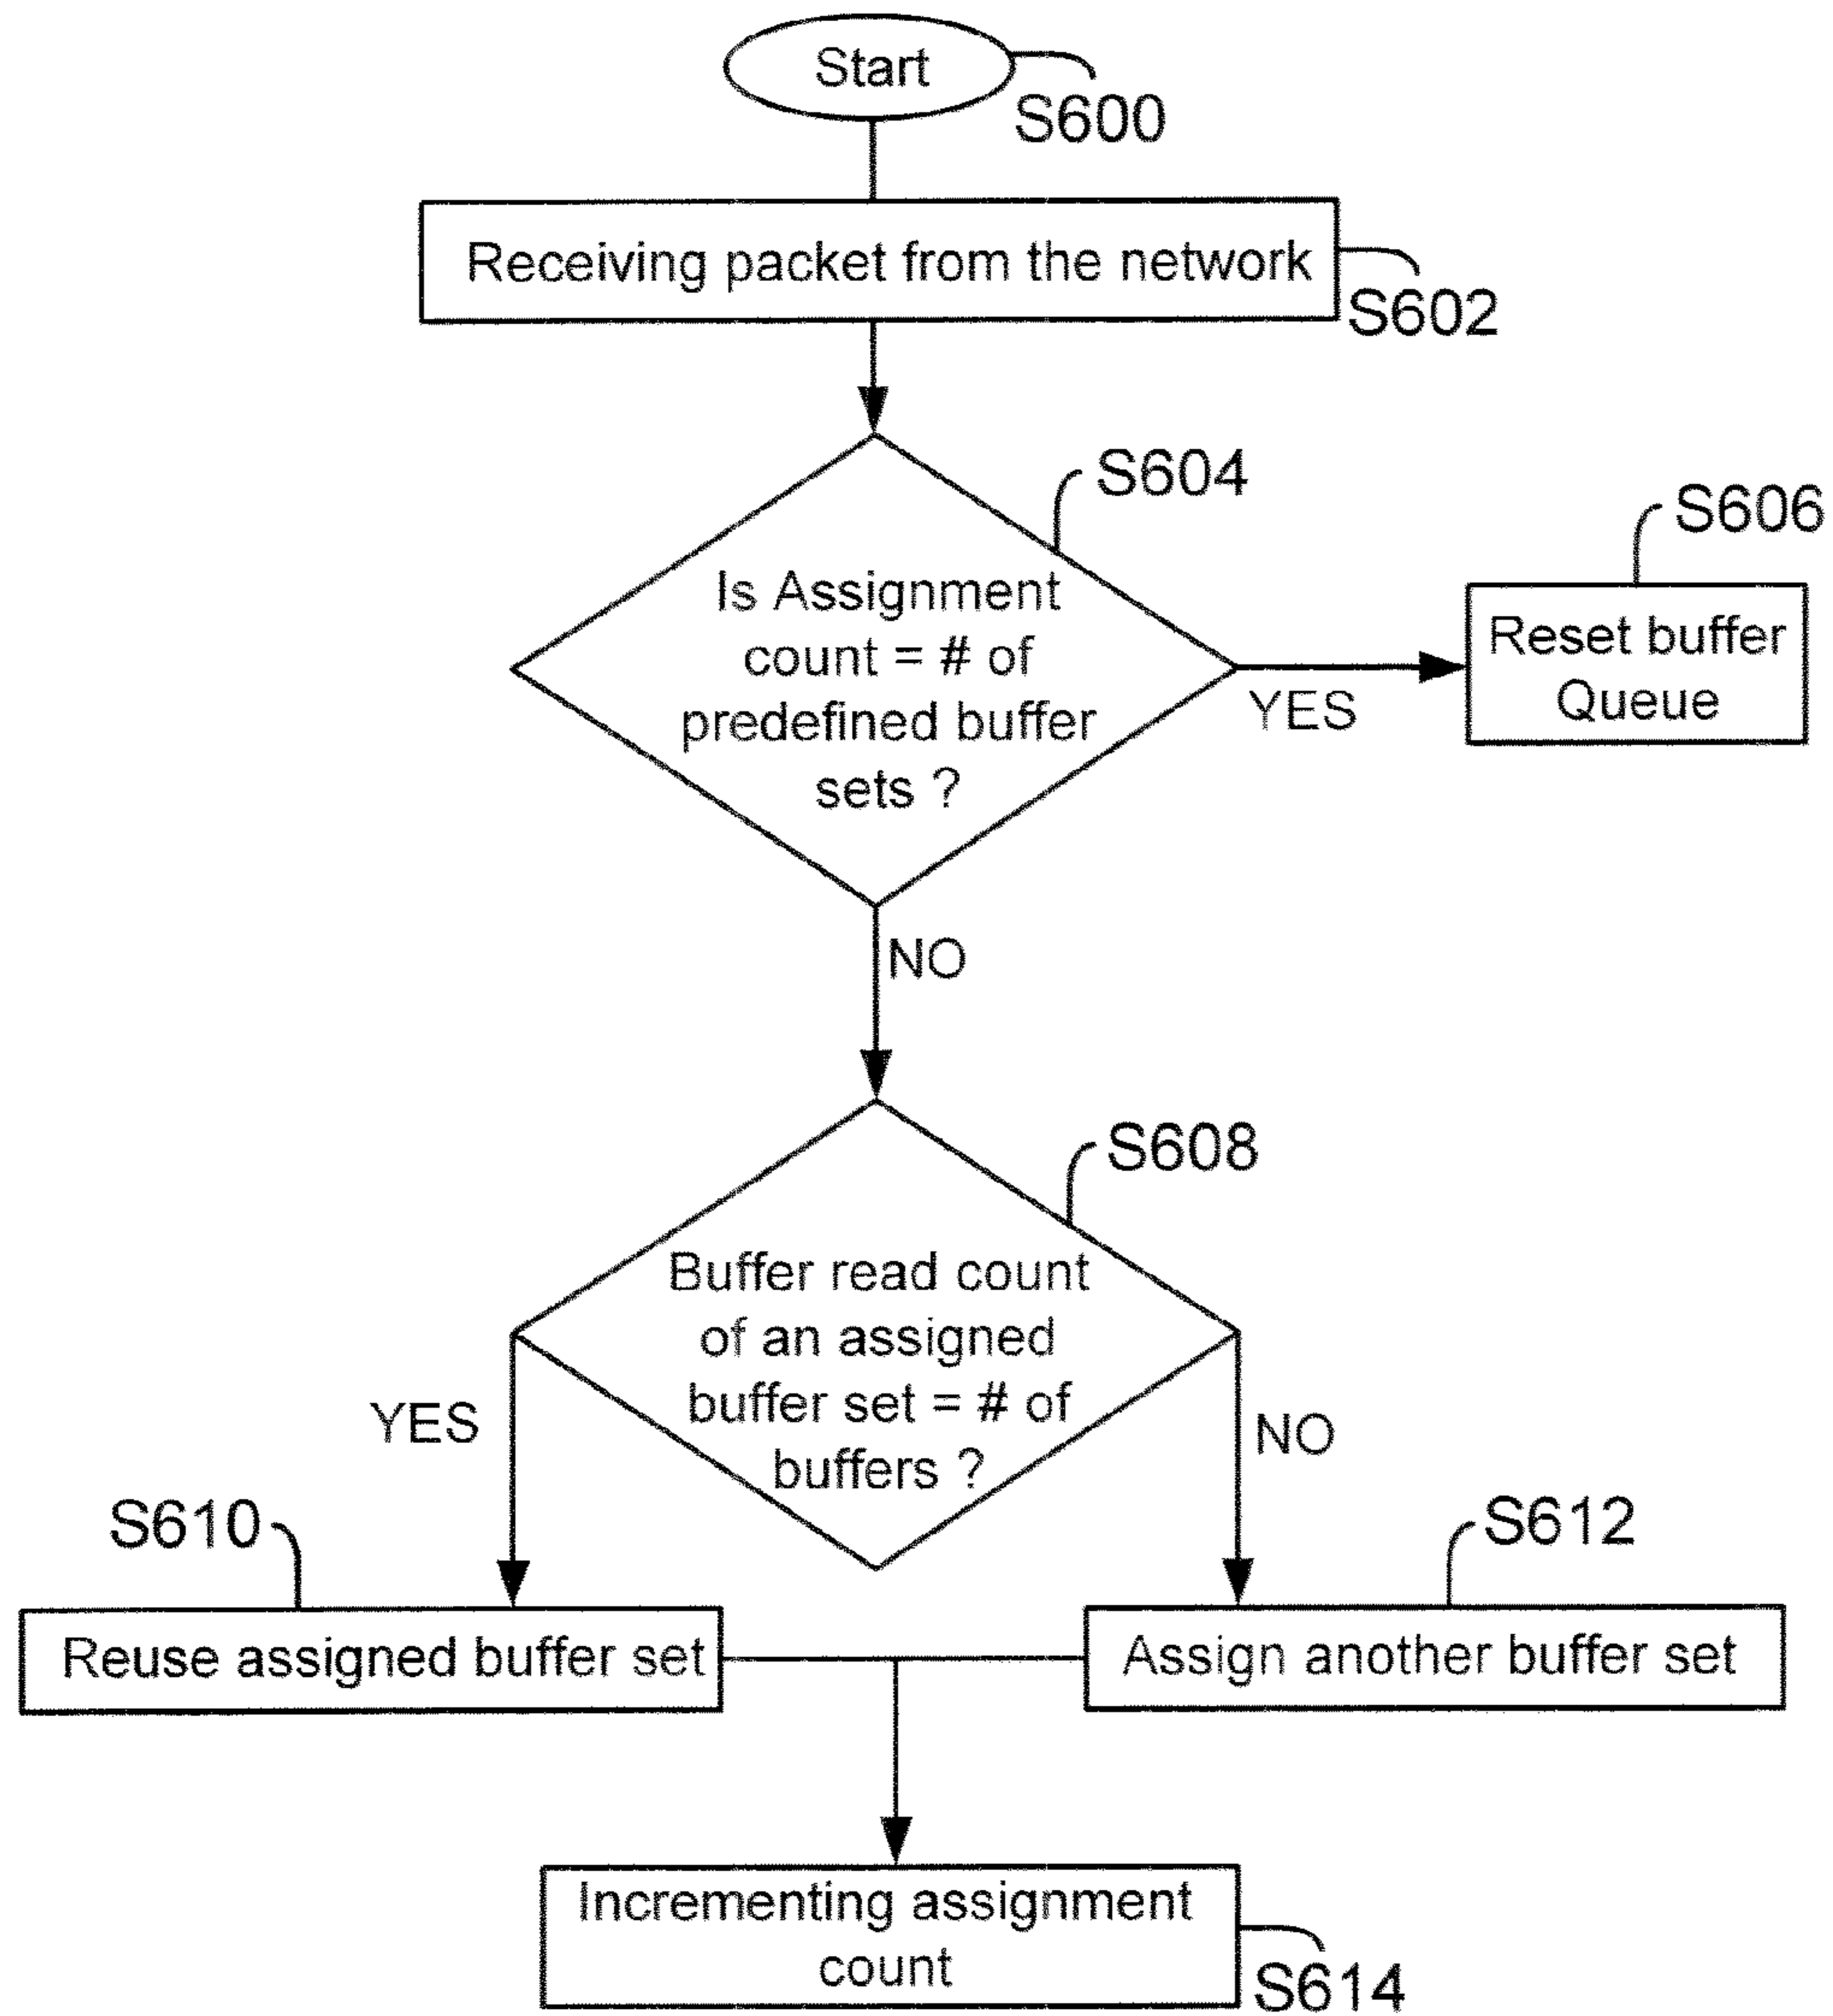 Start
S600
Receiving packet from the network
S602
S604
Is Assignment
count = # of
predefined buffer
sets ?
YES
S606
Reset buffer
Queue
NO
S608
Buffer read count
of an assigned
buffer set = # of
buffers ?
YES
NO
S610
Reuse assigned buffer set
S612
Assign another buffer set
Incrementing assignment
count
S614